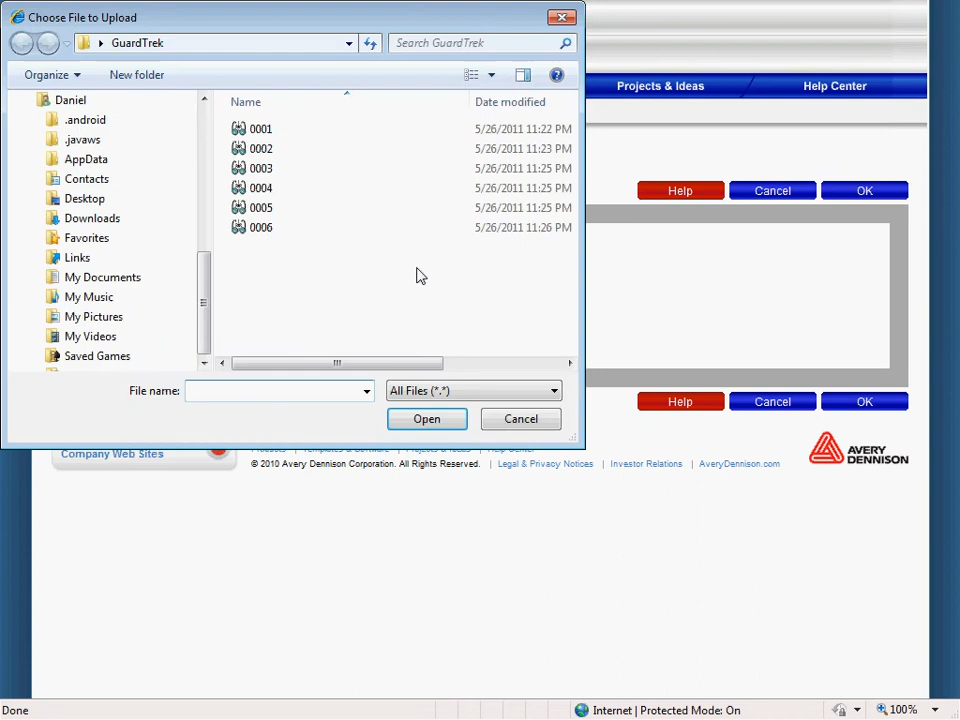 Choose File to Upload
GuardTrek
Search GuardTrek
Organize
New folder
Projects & Ideas
Help Center
Name
Date modified
Daniel
.android
.javaws
AppData
Contacts
Desktop
Downloads
Favorites
Links
My Documents
My Music
My Pictures
My Videos
Saved Games
0001 5/26/2011 11:22 PM
0002 5/26/2011 11:23 PM
0003 5/26/2011 11:25 PM
0004 5/26/2011 11:25 PM
0005 5/26/2011 11:25 PM
0006 5/26/2011 11:26 PM
Help
Cancel
OK
File name:
All Files (*.*)
Open
Cancel
Help
Cancel
OK
Company Web Sites
© 2010 Avery Dennison Corporation. All Rights Reserved. | Legal & Privacy Notices | Investor Relations | AveryDennison.com
AVERY
DENNISON
Done
Internet | Protected Mode: On
100%